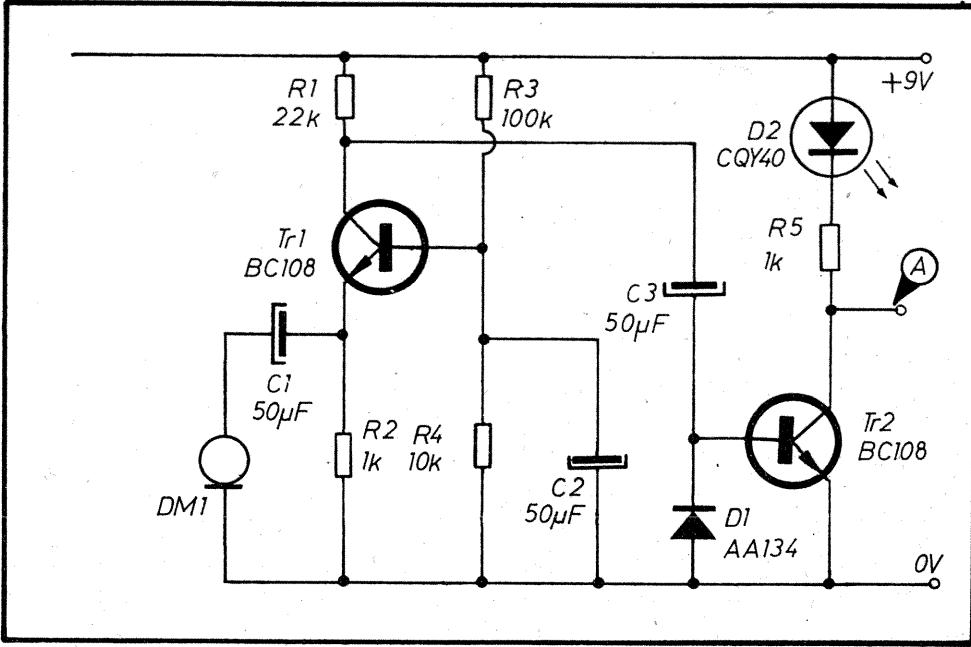 R1
22k
R3
100k
+9V
D2
CQY40
Tr1
BC108
R5
1k
A
C3
50µF
C1
50µF
R2
1k
R4
10k
Tr2
BC108
DM1
C2
50µF
D1
AA134
0V